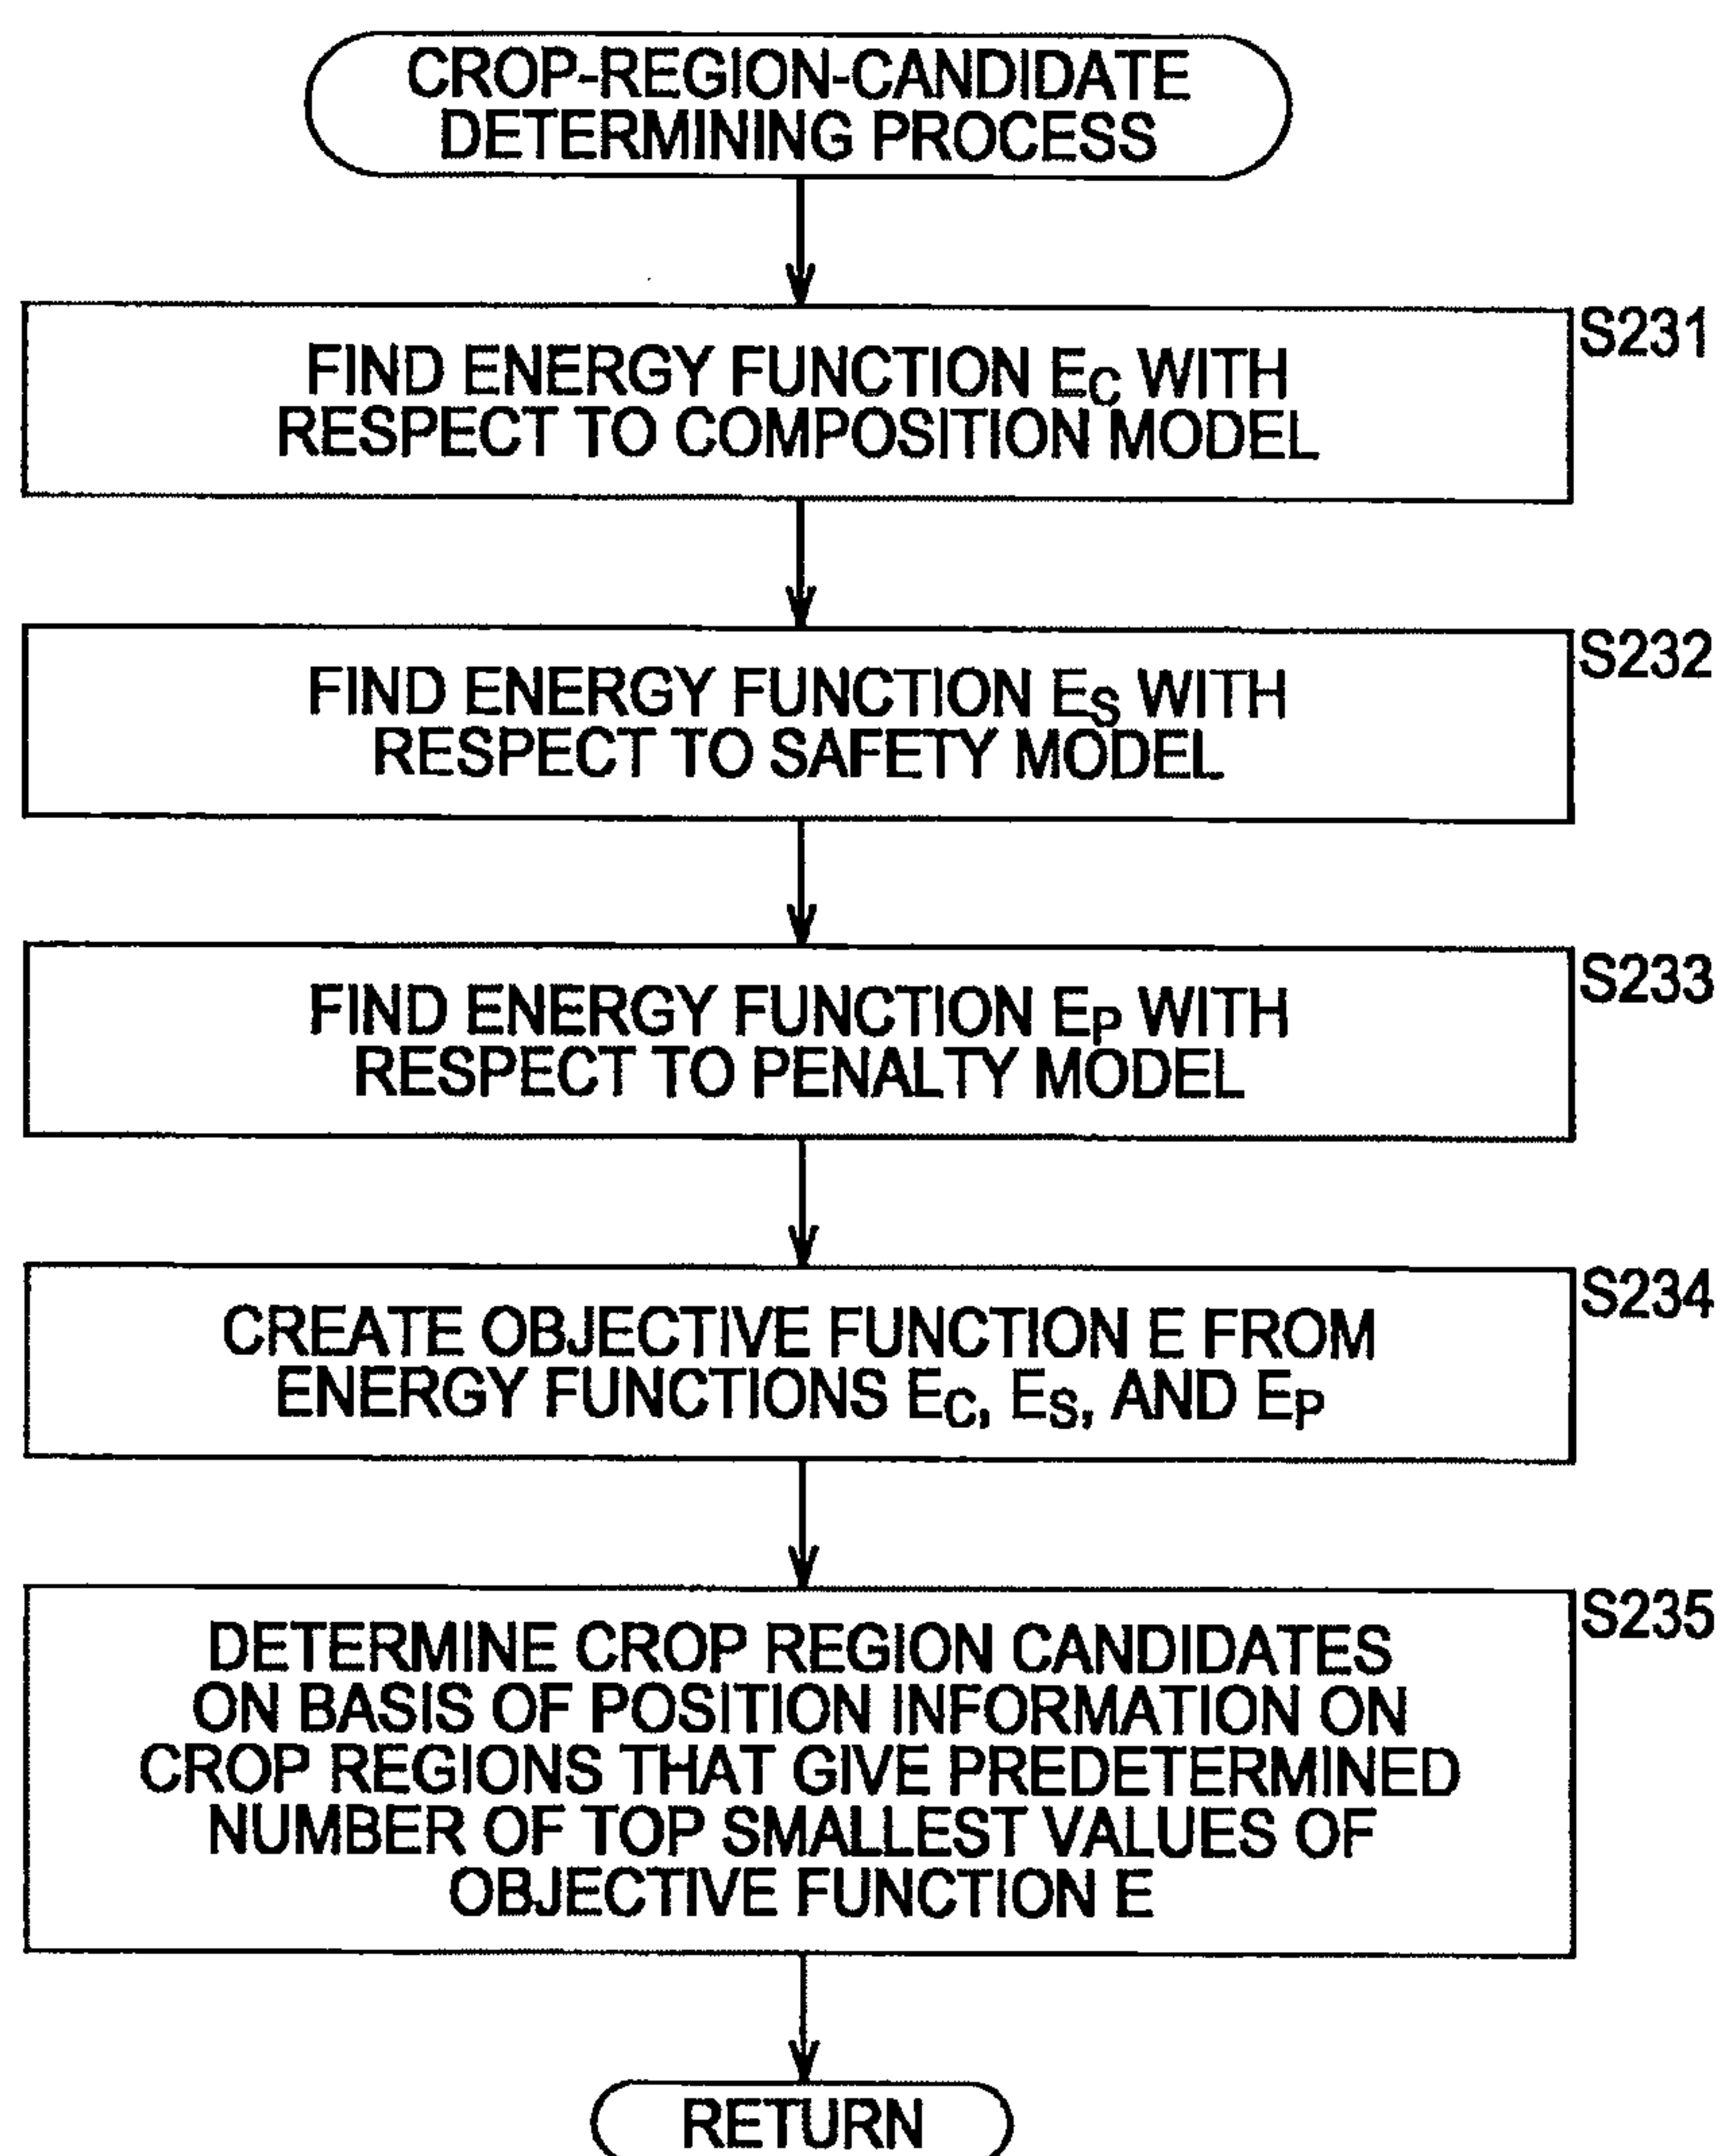 CROP-REGION-CANDIDATE
DETERMINING PROCESS
S231
FIND ENERGY FUNCTION EC WITH
RESPECT TO COMPOSITION MODEL
S232
FIND ENERGY FUNCTION ES WITH
RESPECT TO SAFETY MODEL
S233
FIND ENERGY FUNCTION EP WITH
RESPECT TO PENALTY MODEL
S234
CREATE OBJECTIVE FUNCTION E FROM
ENERGY FUNCTIONS EC, ES, AND EP
S235
DETERMINE CROP REGION CANDIDATES
ON BASIS OF POSITION INFORMATION ON
CROP REGIONS THAT GIVE PREDETERMINED
NUMBER OF TOP SMALLEST VALUES OF
OBJECTIVE FUNCTION E
RETURN